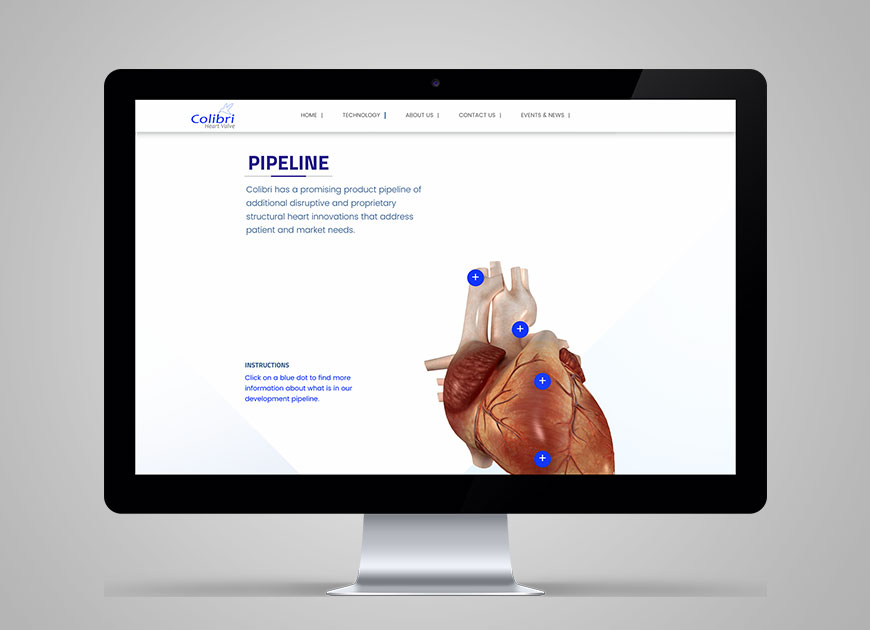 Colibri
Heart Valve
HOME |
TECHNOLOGY |
ABOUT US |
CONTACT US |
EVENTS & NEWS |
PIPELINE
Colibri has a promising product pipeline of
additional disruptive and proprietary
structural heart innovations that address
patient and market needs.
INSTRUCTIONS
Click on a blue dot to find more
information about what is in our
development pipeline.